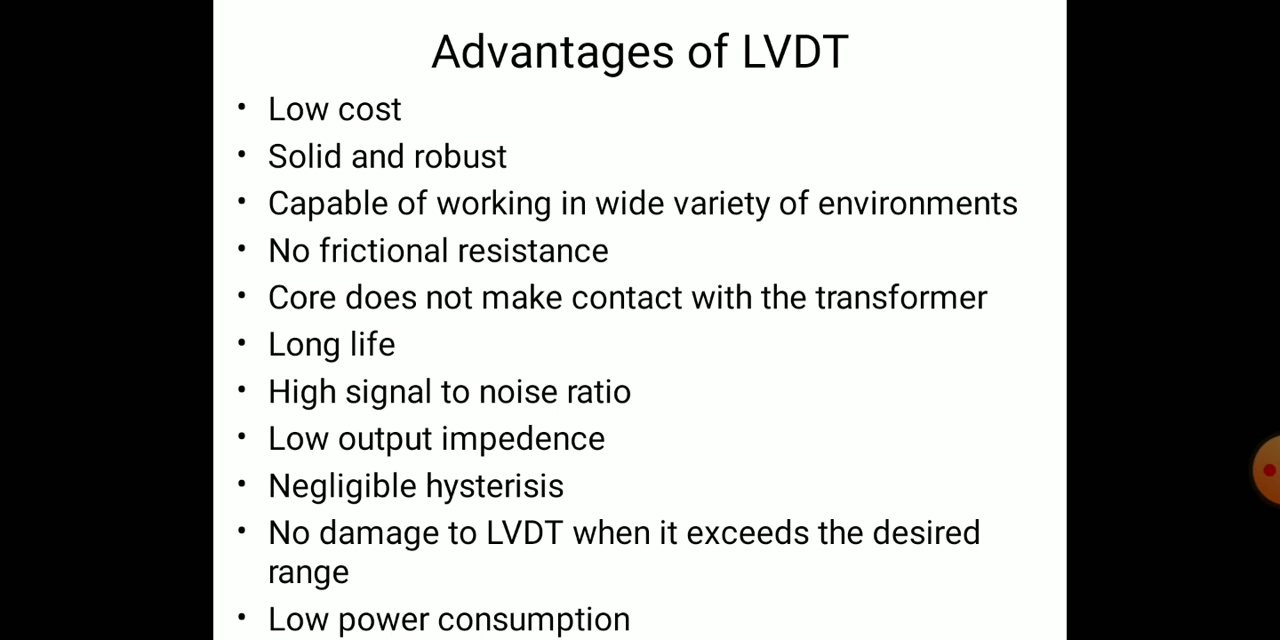 Advantages of LVDT
• Low cost
• Solid and robust
• Capable of working in wide variety of environments
• No frictional resistance
• Core does not make contact with the transformer
• Long life
• High signal to noise ratio
• Low output impedence
• Negligible hysterisis
• No damage to LVDT when it exceeds the desired
range
• Low power consumption